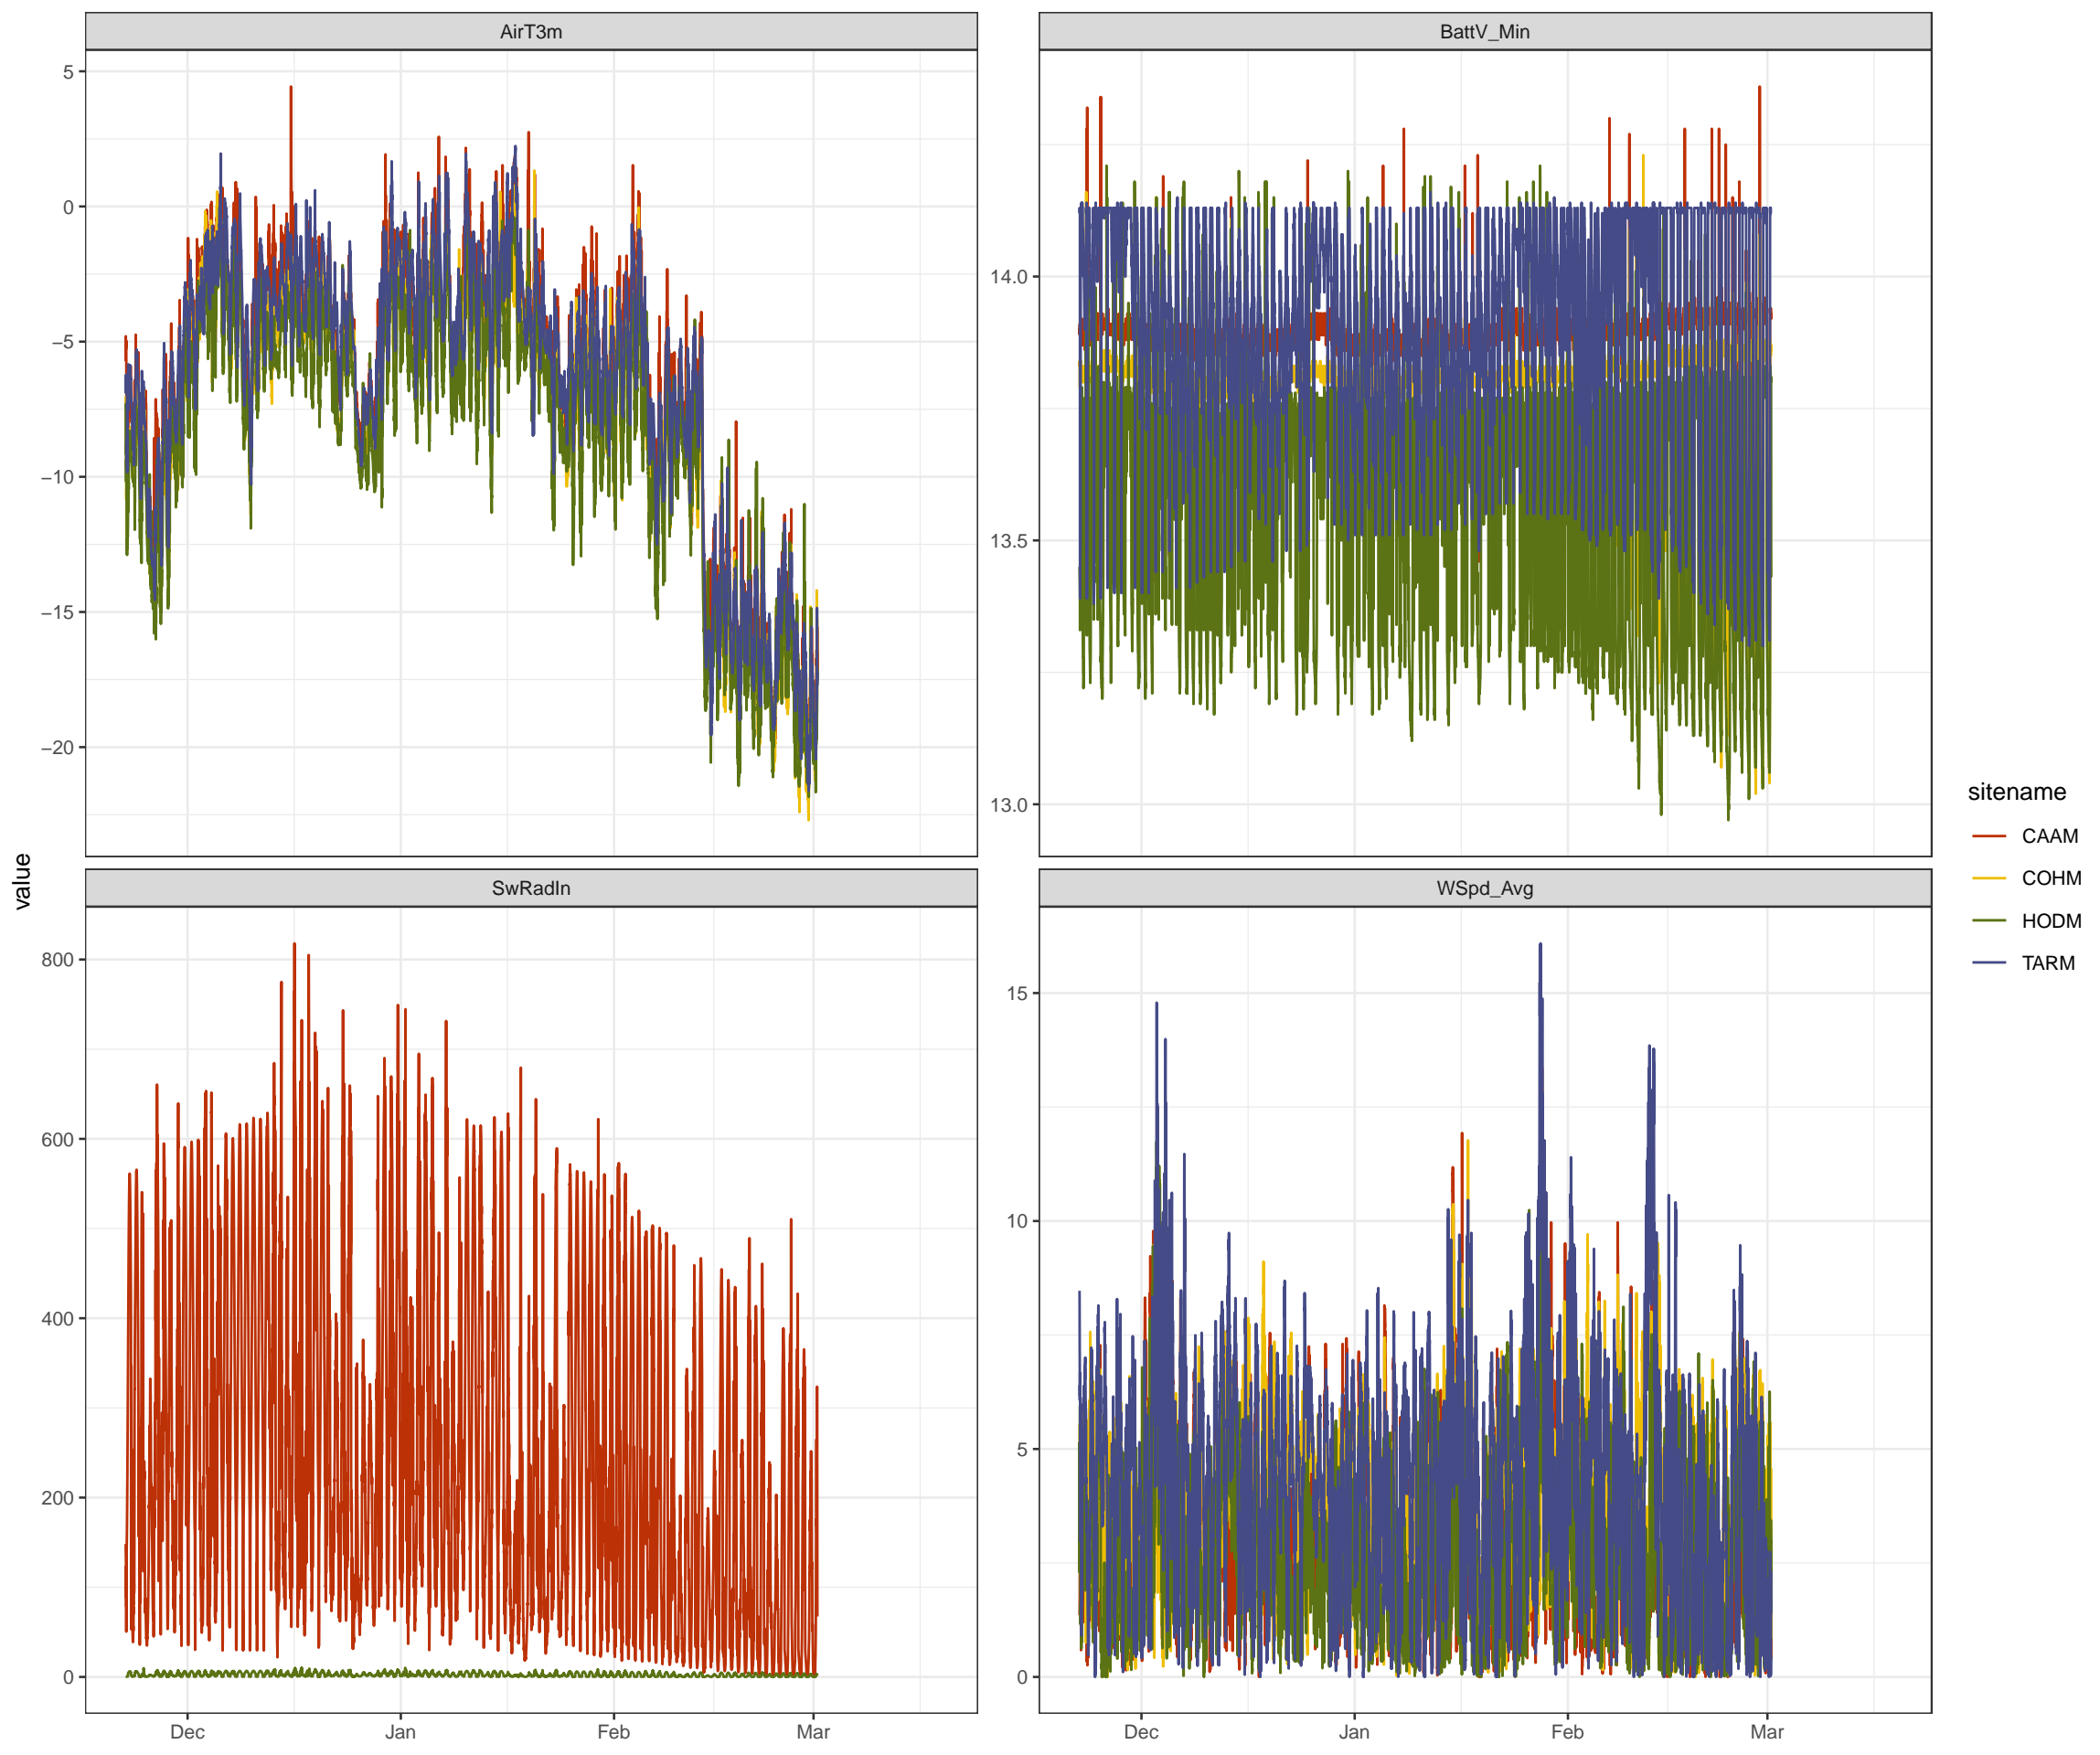 AirT3m
BattV_Min
5
0
−5
−10
−15
−20
14.0
13.5
13.0
value
SwRadIn
WSpd_Avg
800
600
400
200
0
15
10
5
0
Dec Jan Feb Mar
Dec Jan Feb Mar
sitename
CAAM
COHM
HODM
TARM